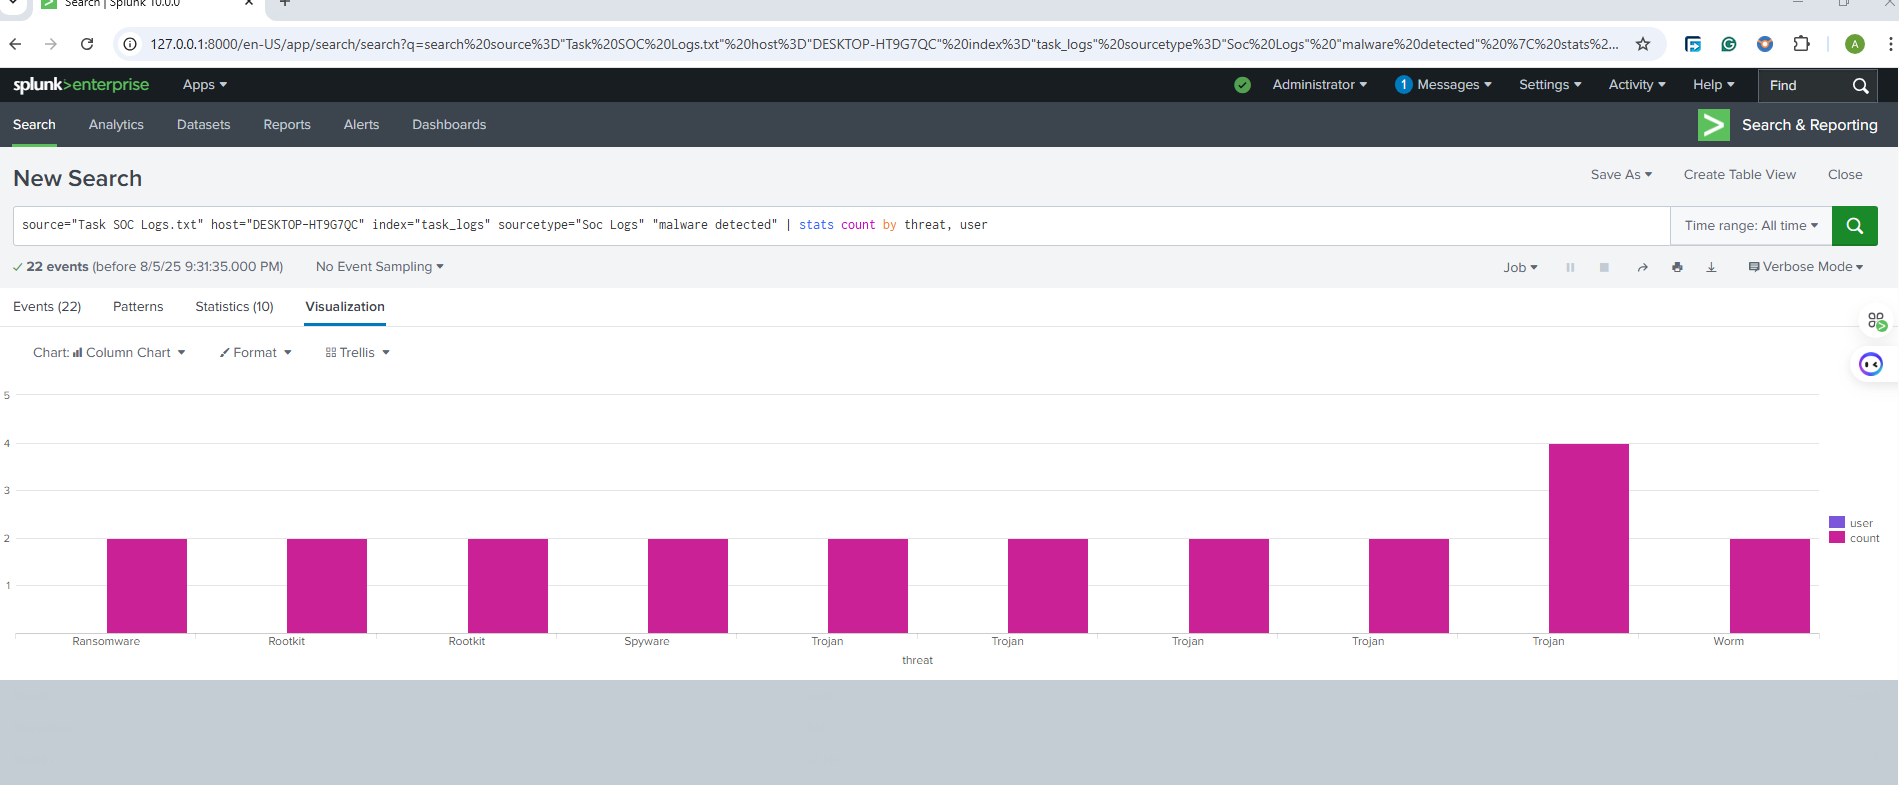 Search | Splunk 10.0.0
127.0.0.1:8000/en-US/app/search/search?q=search%20source%3D"Task%20SOC%20Logs.txt"%20host%3D"DESKTOP-HT9G7QC"%20index%3D"task_logs"%20sourcetype%3D"Soc%20Logs"%20"malware%20detected"%20%7C%20stats%2...
A
splunk>enterprise Apps Administrator 1 Messages Settings Activity Help Find
Search Analytics Datasets Reports Alerts Dashboards Search & Reporting
New Search Save As Create Table View Close
source="Task SOC Logs.txt" host="DESKTOP-HT9G7QC" index="task_logs" sourcetype="Soc Logs" "malware detected" | stats count by threat, user Time range: All time
22 events (before 8/5/25 9:31:35.000 PM) No Event Sampling Job Verbose Mode
Events (22) Patterns Statistics (10) Visualization
Chart: Column Chart Format Trellis
5
4
3
2
1
user
count
Ransomware Rootkit Rootkit Spyware Trojan Trojan Trojan Trojan Trojan Worm
threat